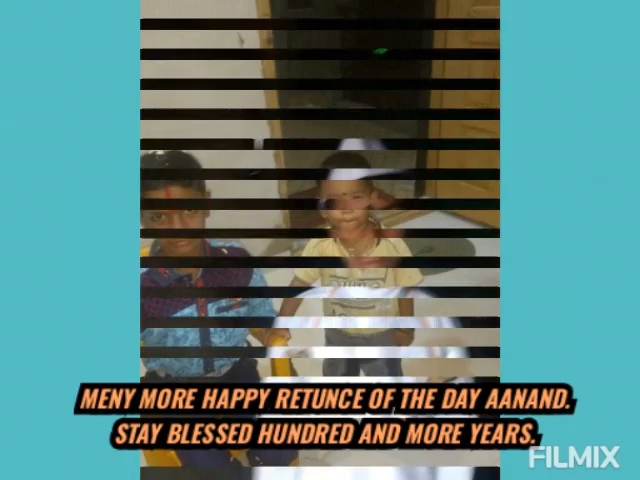 MENY MORE HAPPY RETUNCE OF THE DAY AANAND.
STAY BLESSED HUNDRED AND MORE YEARS.
FILMIX